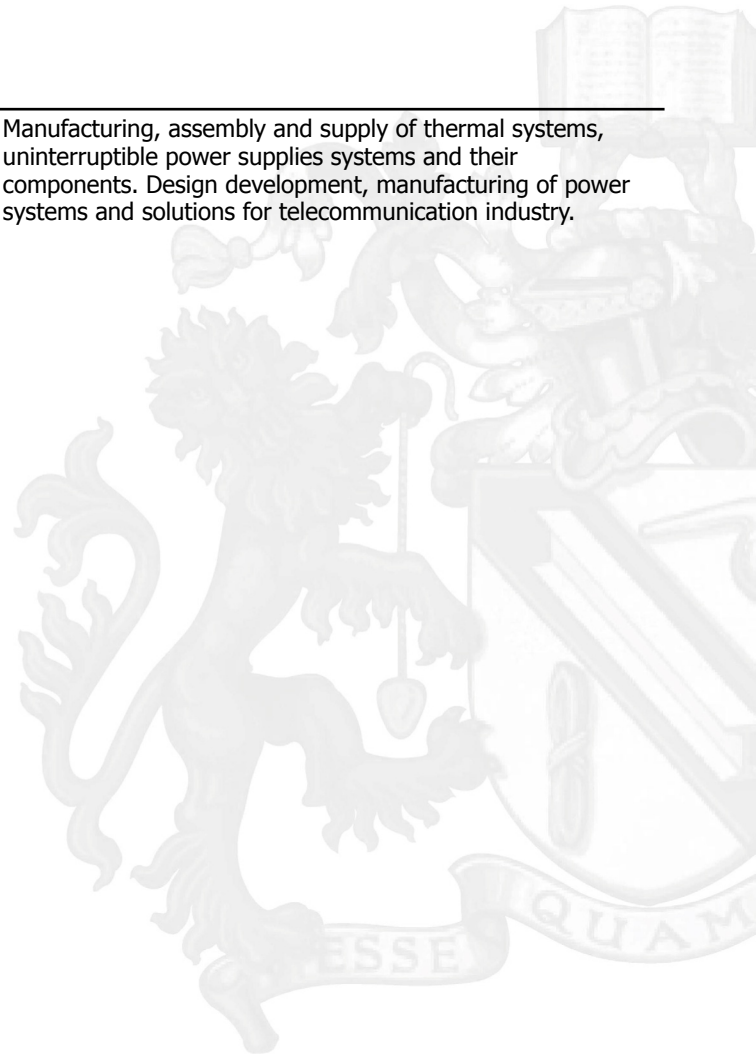 Manufacturing, assembly and supply of thermal systems,
uninterruptible power supplies systems and their
components. Design development, manufacturing of power
systems and solutions for telecommunication industry.
ESSE
QUAM